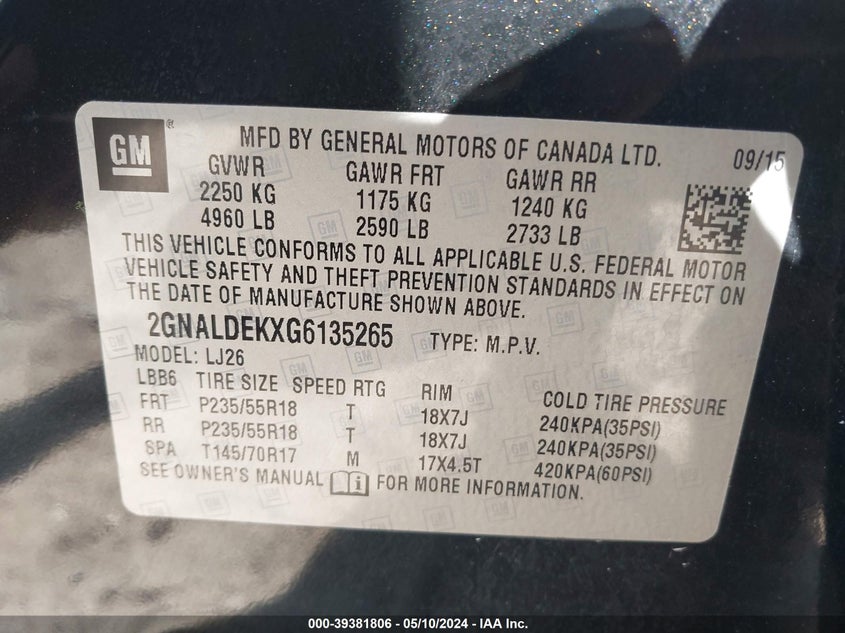 GM®
MFD BY GENERAL MOTORS OF CANADA LTD. 09/15
GVWR GAWR FRT GAWR RR
2250 KG 1175 KG 1240 KG
4960 LB 2590 LB 2733 LB
THIS VEHICLE CONFORMS TO ALL APPLICABLE U.S. FEDERAL MOTOR
VEHICLE SAFETY AND THEFT PREVENTION STANDARDS IN EFFECT ON
THE DATE OF MANUFACTURE SHOWN ABOVE.
2GNALDEKXG6135265 TYPE: M.P.V.
MODEL: LJ26
LBB6 TIRE SIZE SPEED RTG RIM COLD TIRE PRESSURE
FRT P235/55R18 T 18X7J 240KPA(35PSI)
RR P235/55R18 T 18X7J 240KPA(35PSI)
SPA T145/70R17 M 17X4.5T 420KPA(60PSI)
SEE OWNER'S MANUAL i FOR MORE INFORMATION.
000-39381806 - 05/10/2024 - IAA Inc.